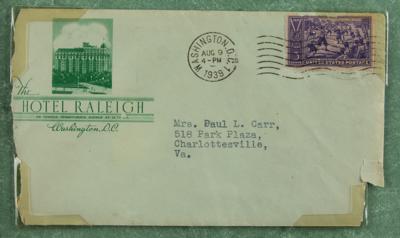 The
HOTEL RALEIGH
Washington, D.C.
WASHINGTON, D.C. 1
AUG 9
4-PM
1939
UNITED STATES POSTAGE
Mrs. Paul L. Carr,
518 Park Plaza,
Charlottesville,
Va.